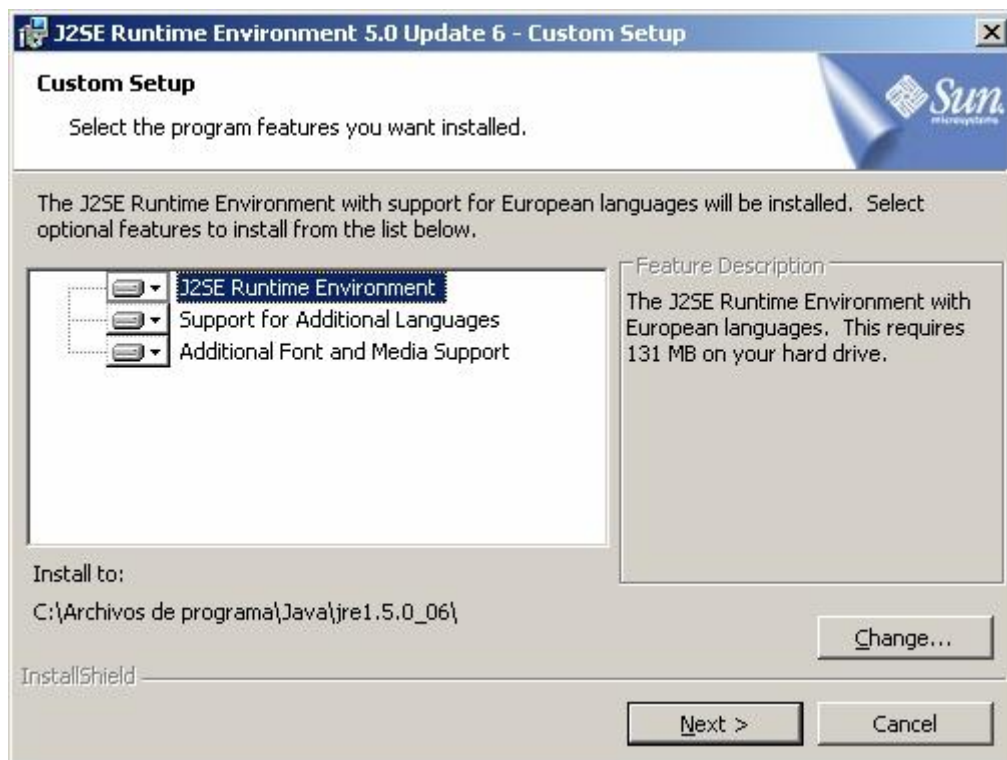 J2SE Runtime Environment 5.0 Update 6 - Custom Setup
Custom Setup
Select the program features you want installed.
Sun
microsystems
The J2SE Runtime Environment with support for European languages will be installed. Select
optional features to install from the list below.
J2SE Runtime Environment
Support for Additional Languages
Additional Font and Media Support
Feature Description
The J2SE Runtime Environment with
European languages. This requires
131 MB on your hard drive.
Install to:
C:\Archivos de programa\Java\jre1.5.0_06\
Change...
InstallShield
Next >
Cancel